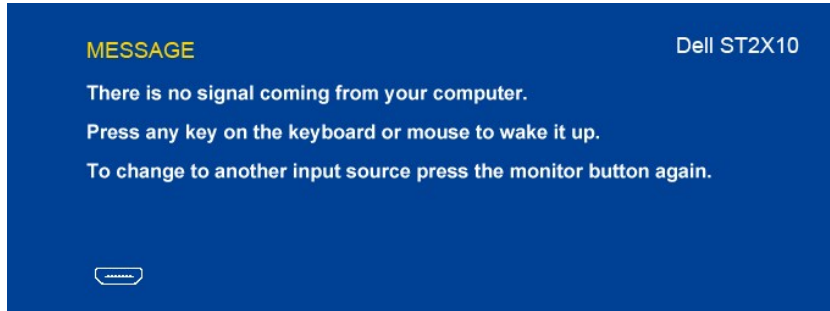 MESSAGE
Dell ST2X10
There is no signal coming from your computer.
Press any key on the keyboard or mouse to wake it up.
To change to another input source press the monitor button again.